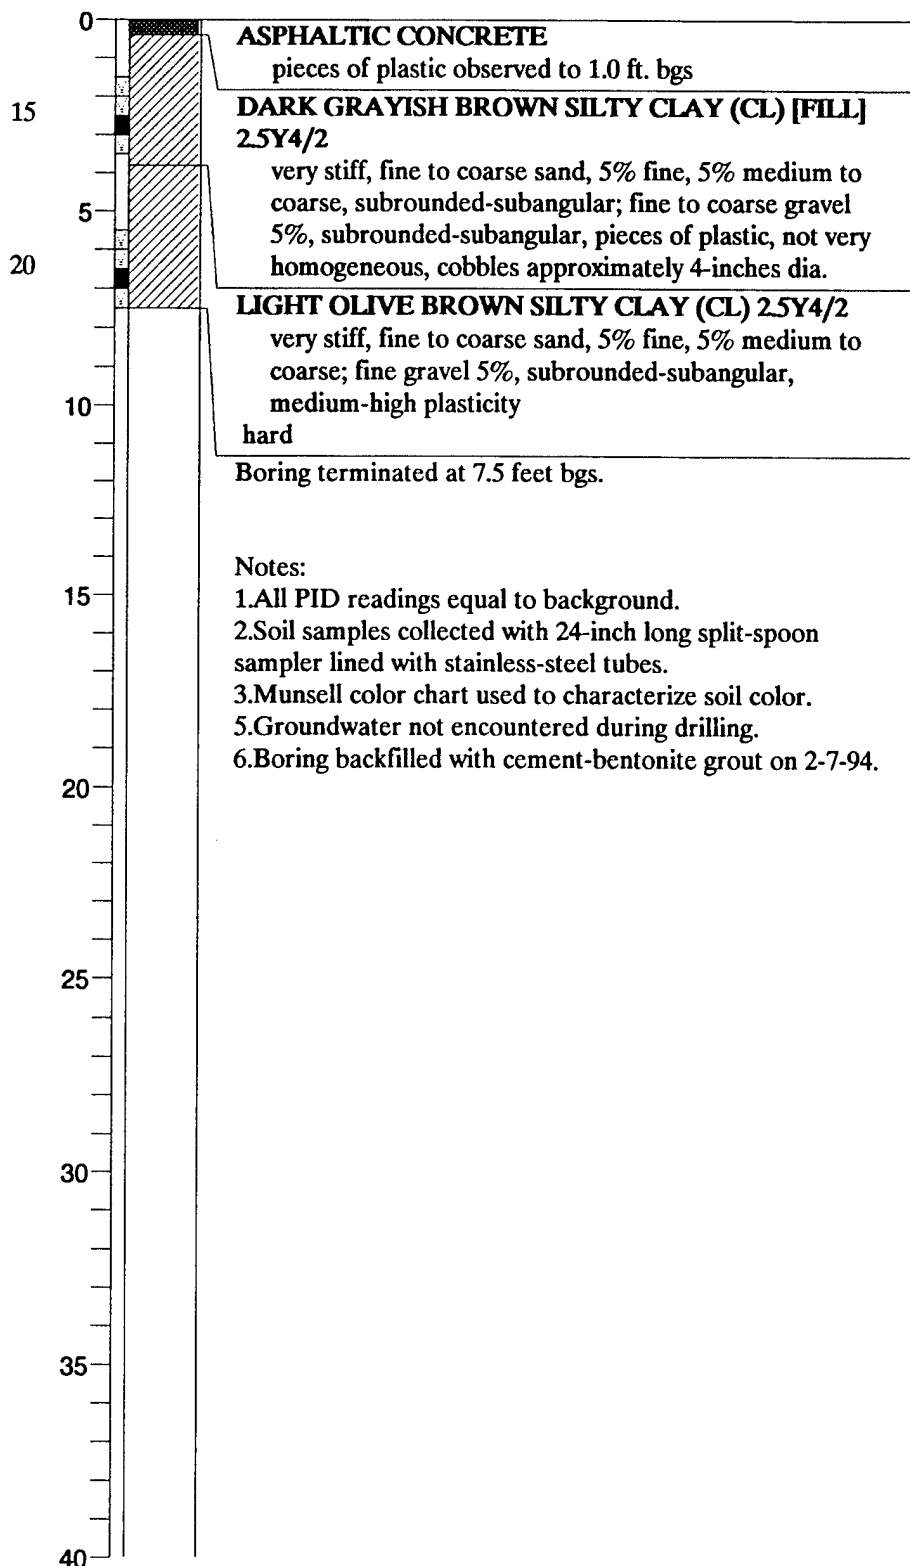 0
ASPHALTIC CONCRETE
pieces of plastic observed to 1.0 ft. bgs
15
DARK GRAYISH BROWN SILTY CLAY (CL) [FILL]
2.5Y4/2
very stiff, fine to coarse sand, 5% fine, 5% medium to
coarse, subrounded-subangular; fine to coarse gravel
5
5%, subrounded-subangular, pieces of plastic, not very
20
homogeneous, cobbles approximately 4-inches dia.
LIGHT OLIVE BROWN SILTY CLAY (CL) 2.5Y4/2
very stiff, fine to coarse sand, 5% fine, 5% medium to
coarse; fine gravel 5%, subrounded-subangular,
10
medium-high plasticity
hard
Boring terminated at 7.5 feet bgs.
Notes:
15
1.All PID readings equal to background.
2.Soil samples collected with 24-inch long split-spoon
sampler lined with stainless-steel tubes.
3.Munsell color chart used to characterize soil color.
5.Groundwater not encountered during drilling.
6.Boring backfilled with cement-bentonite grout on 2-7-94.
20
25
30
35
40